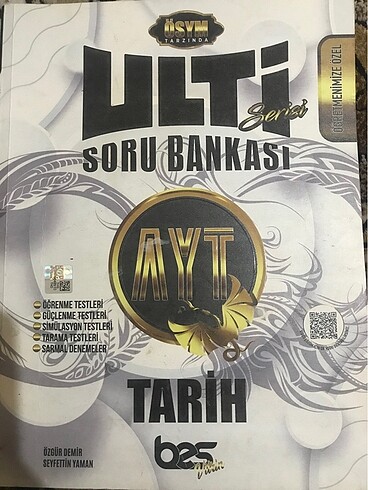 ÖSYM
TARZINDA
ULTİ
Serisi
SORU BANKASI
ÖĞRETMENİMİZE ÖZEL
AYT
ÖĞRENME TESTLERİ
GÜÇLENME TESTLERİ
SİMÜLASYON TESTLERİ
TARAMA TESTLERİ
SARMAL DENEMELER
TARİH
ÖZGÜR DEMİR
SEYFETTİN YAMAN
bes